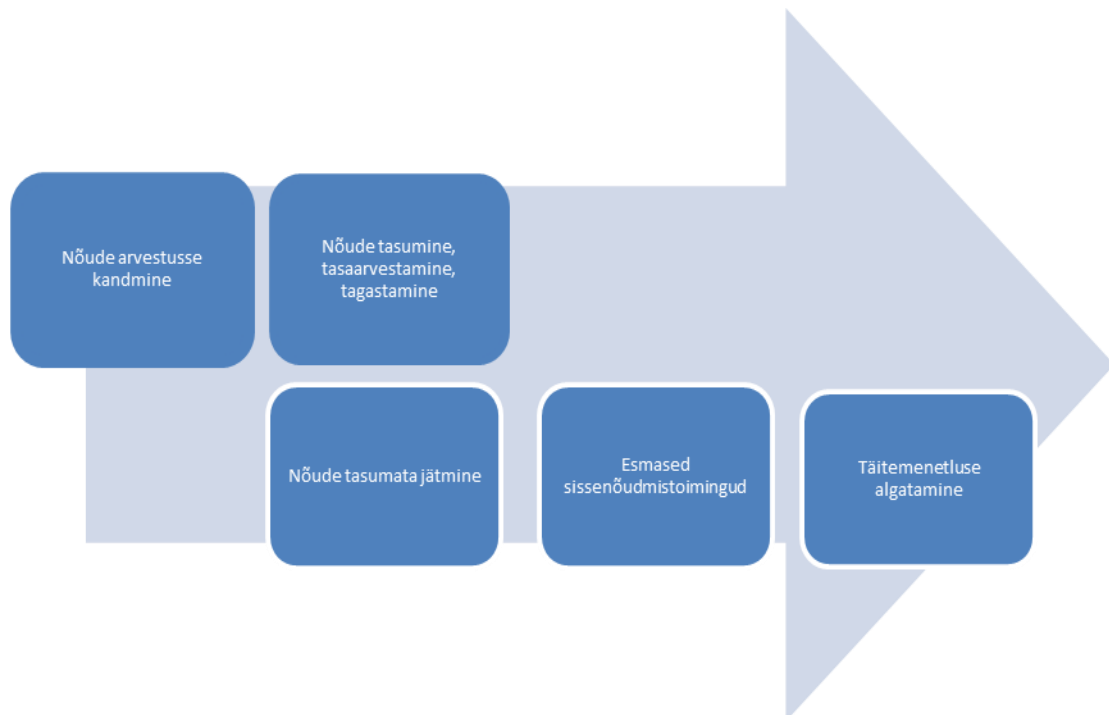 Nõude arvestusse
kandmine
Nõude tasumine,
tasaarvestamine,
tagastamine
Nõude tasumata jätmine
Esmased
sissenõudmistoimingud
Täitemenetluse
algatamine